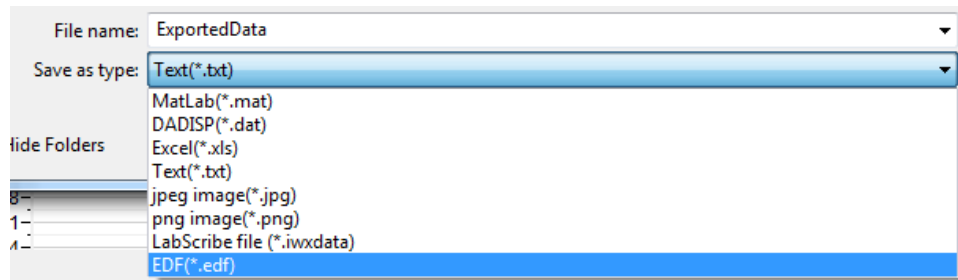 File name: ExportedData
Save as type: Text(*.txt)
MatLab(*.mat)
DADISP(*.dat)
Hide Folders
Excel(*.xls)
Text(*.txt)
jpeg image(*.jpg)
png image(*.png)
LabScribe file (*.iwxdata)
EDF(*.edf)